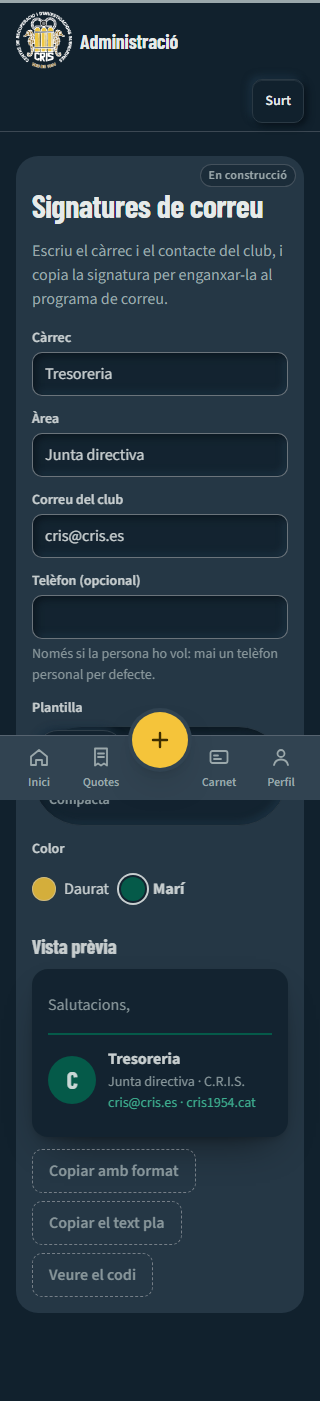 CRIS
Administració
Surt
En construcció
Signatures de correu
Escriu el càrrec i el contacte del club, i
copia la signatura per enganxar-la al
programa de correu.
Càrrec
Tresoreria
Àrea
Junta directiva
Correu del club
cris@cris.es
Telèfon (opcional)
Només si la persona ho vol: mai un telèfon
personal per defecte.
Plantilla
Inici
Quotes
+
Carnet
Perfil
Compacta
Color
Daurat
Marí
Vista prèvia
Salutacions,
C
Tresoreria
Junta directiva · C.R.I.S.
cris@cris.es · cris1954.cat
Copiar amb format
Copiar el text pla
Veure el codi